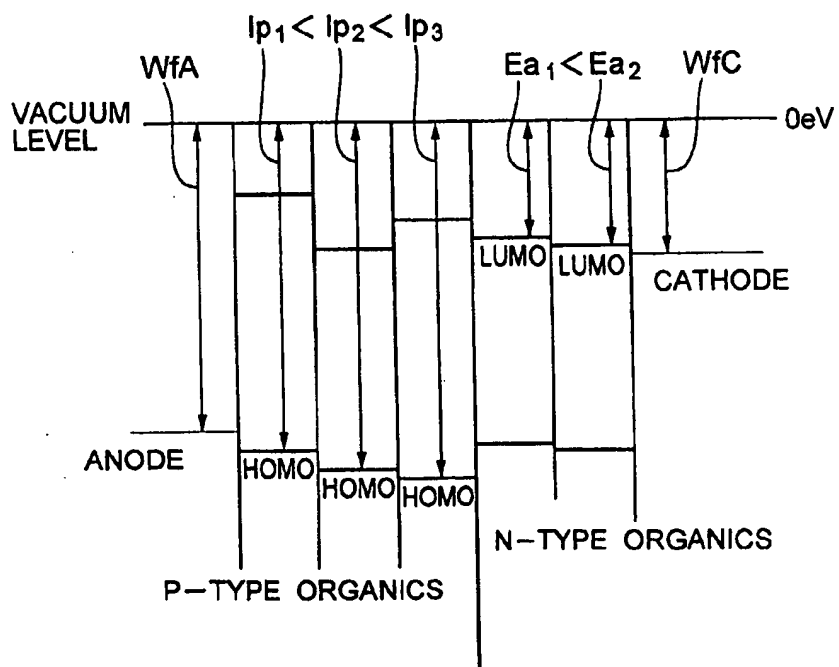 Ip₁ < Ip₂ < Ip₃
WfA
Ea₁ < Ea₂
WfC
VACUUM
LEVEL
0eV
LUMO
LUMO
CATHODE
ANODE
HOMO
HOMO
HOMO
N-TYPE ORGANICS
P-TYPE ORGANICS